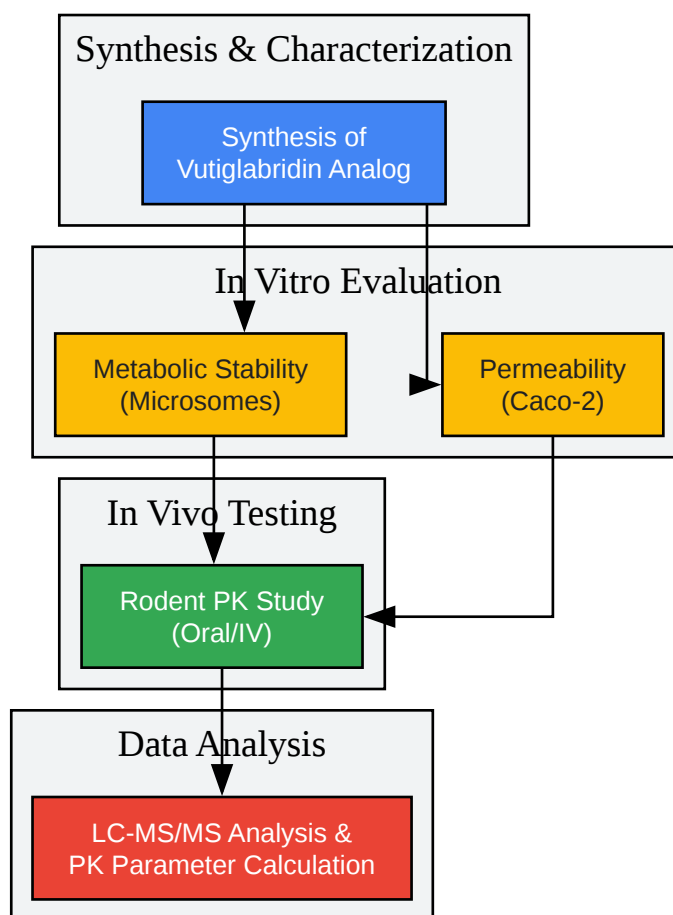 Synthesis & Characterization
Synthesis of
Vutiglabridin Analog
In Vitro Evaluation
Metabolic Stability
(Microsomes)
Permeability
(Caco-2)
In Vivo Testing
Rodent PK Study
(Oral/IV)
Data Analysis
LC-MS/MS Analysis &
PK Parameter Calculation